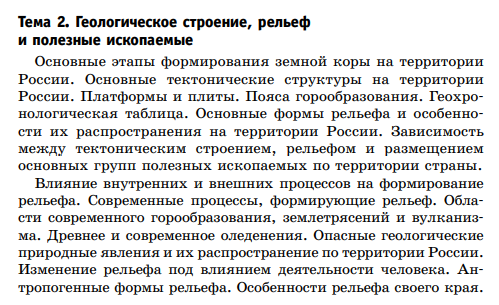 Тема 2. Геологическое строение, рельеф
и полезные ископаемые
Основные этапы формирования земной коры на территории
России. Основные тектонические структуры на территории
России. Платформы и плиты. Пояса горообразования. Геохро-
нологическая таблица. Основные формы рельефа и особенно-
сти их распространения на территории России. Зависимость
между тектоническим строением, рельефом и размещением
основных групп полезных ископаемых по территории страны.
Влияние внутренних и внешних процессов на формирование
рельефа. Современные процессы, формирующие рельеф. Обла-
сти современного горообразования, землетрясений и вулканиз-
ма. Древнее и современное оледенения. Опасные геологические
природные явления и их распространение по территории России.
Изменение рельефа под влиянием деятельности человека. Ан-
тропогенные формы рельефа. Особенности рельефа своего края.